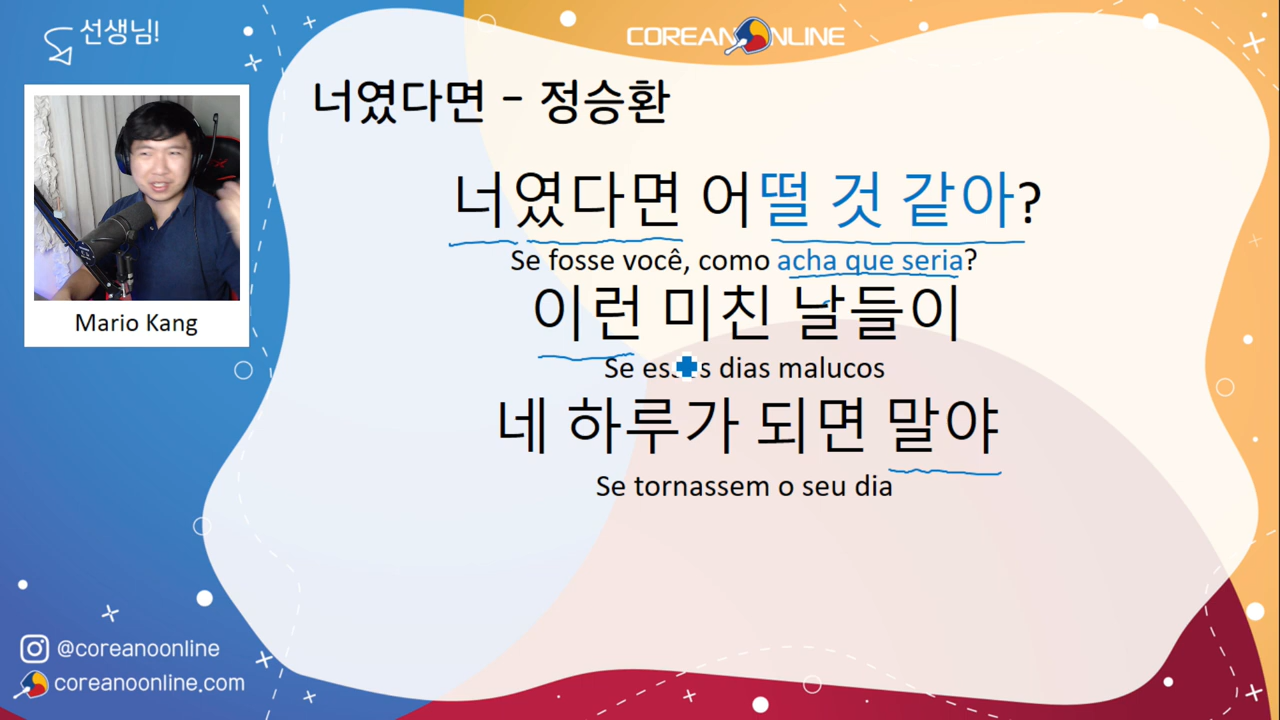 선생님!
COREANONLINE
Mario Kang
너였다면 - 정승환
너였다면 어떨 것 같아?
Se fosse você, como acha que seria?
이런 미친 날들이
Se dias malucos
네 하루가 되면 말야
Se tornassem o seu dia
@coreanoonline
coreanoonline.com